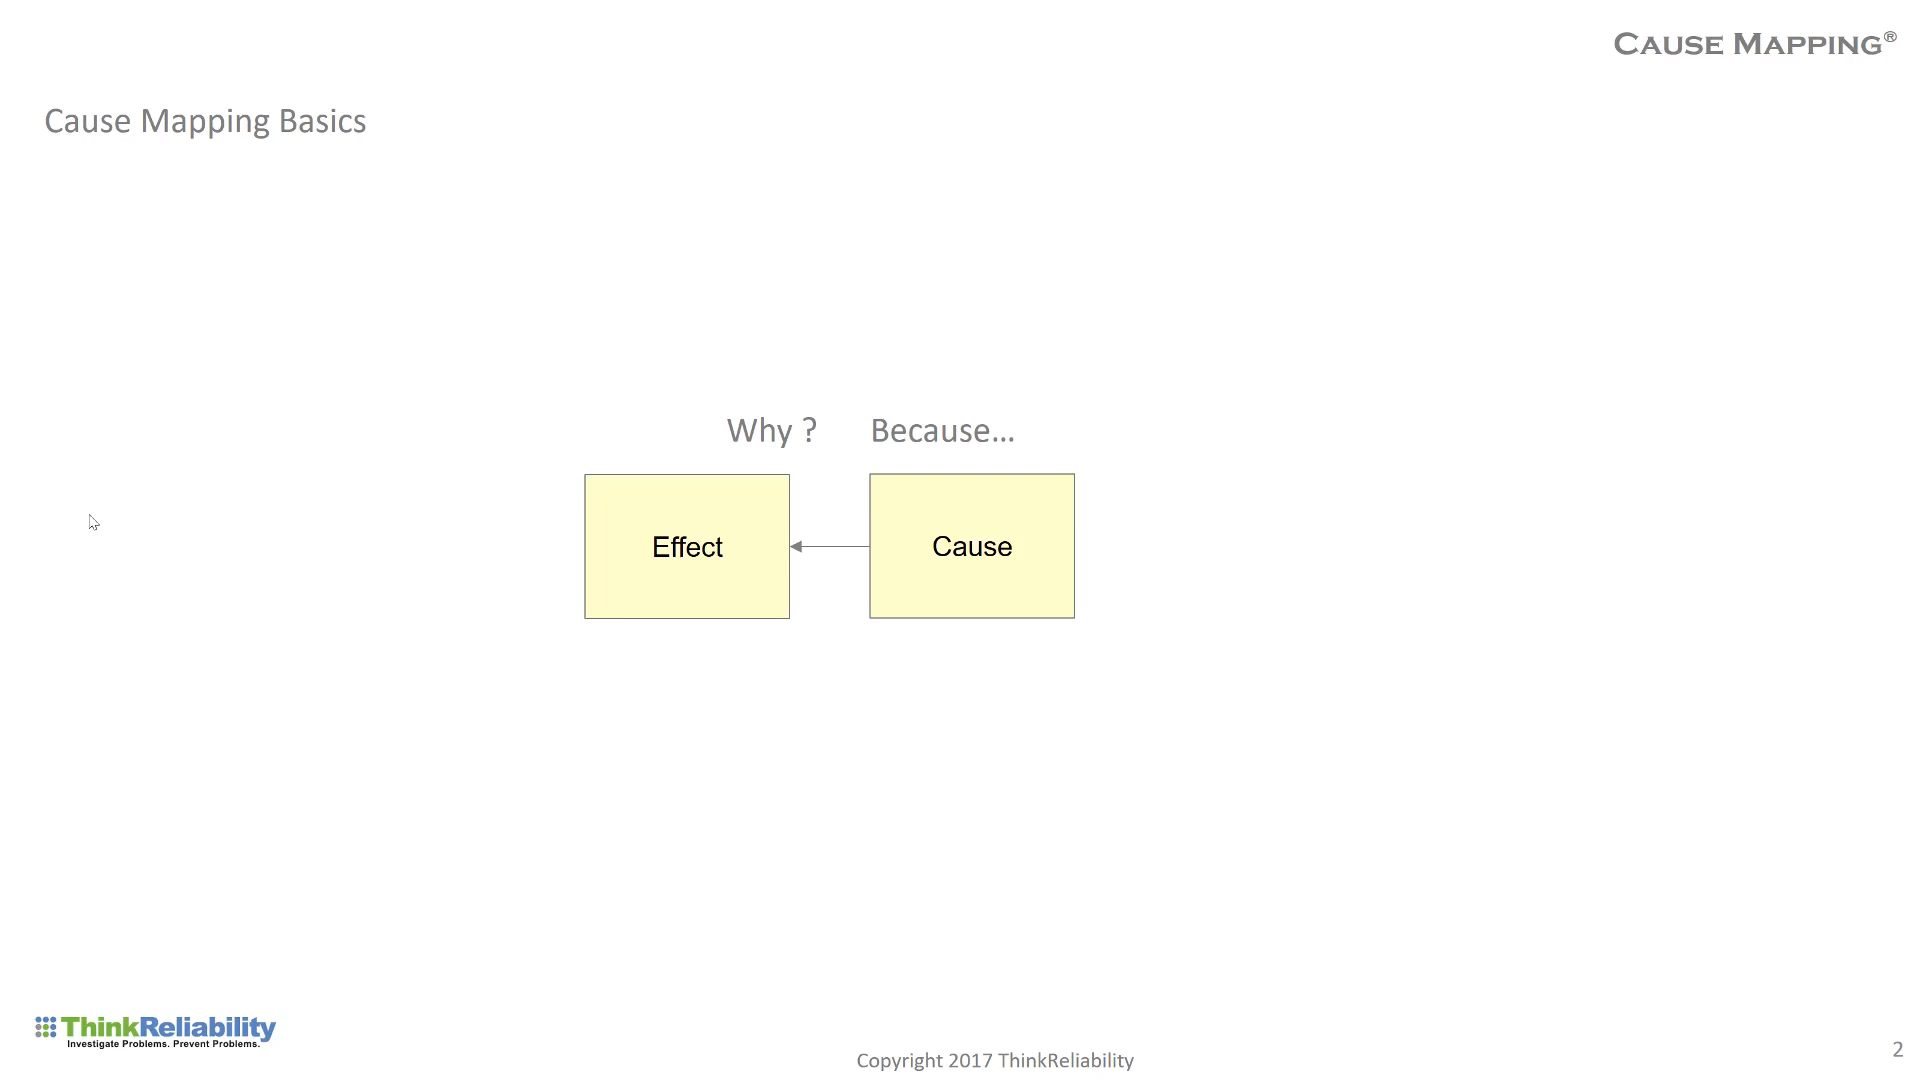 CAUSE MAPPING®
Cause Mapping Basics
Why ? Because...
Effect Cause
ThinkReliability
Investigate Problems. Prevent Problems.
Copyright 2017 ThinkReliability
2